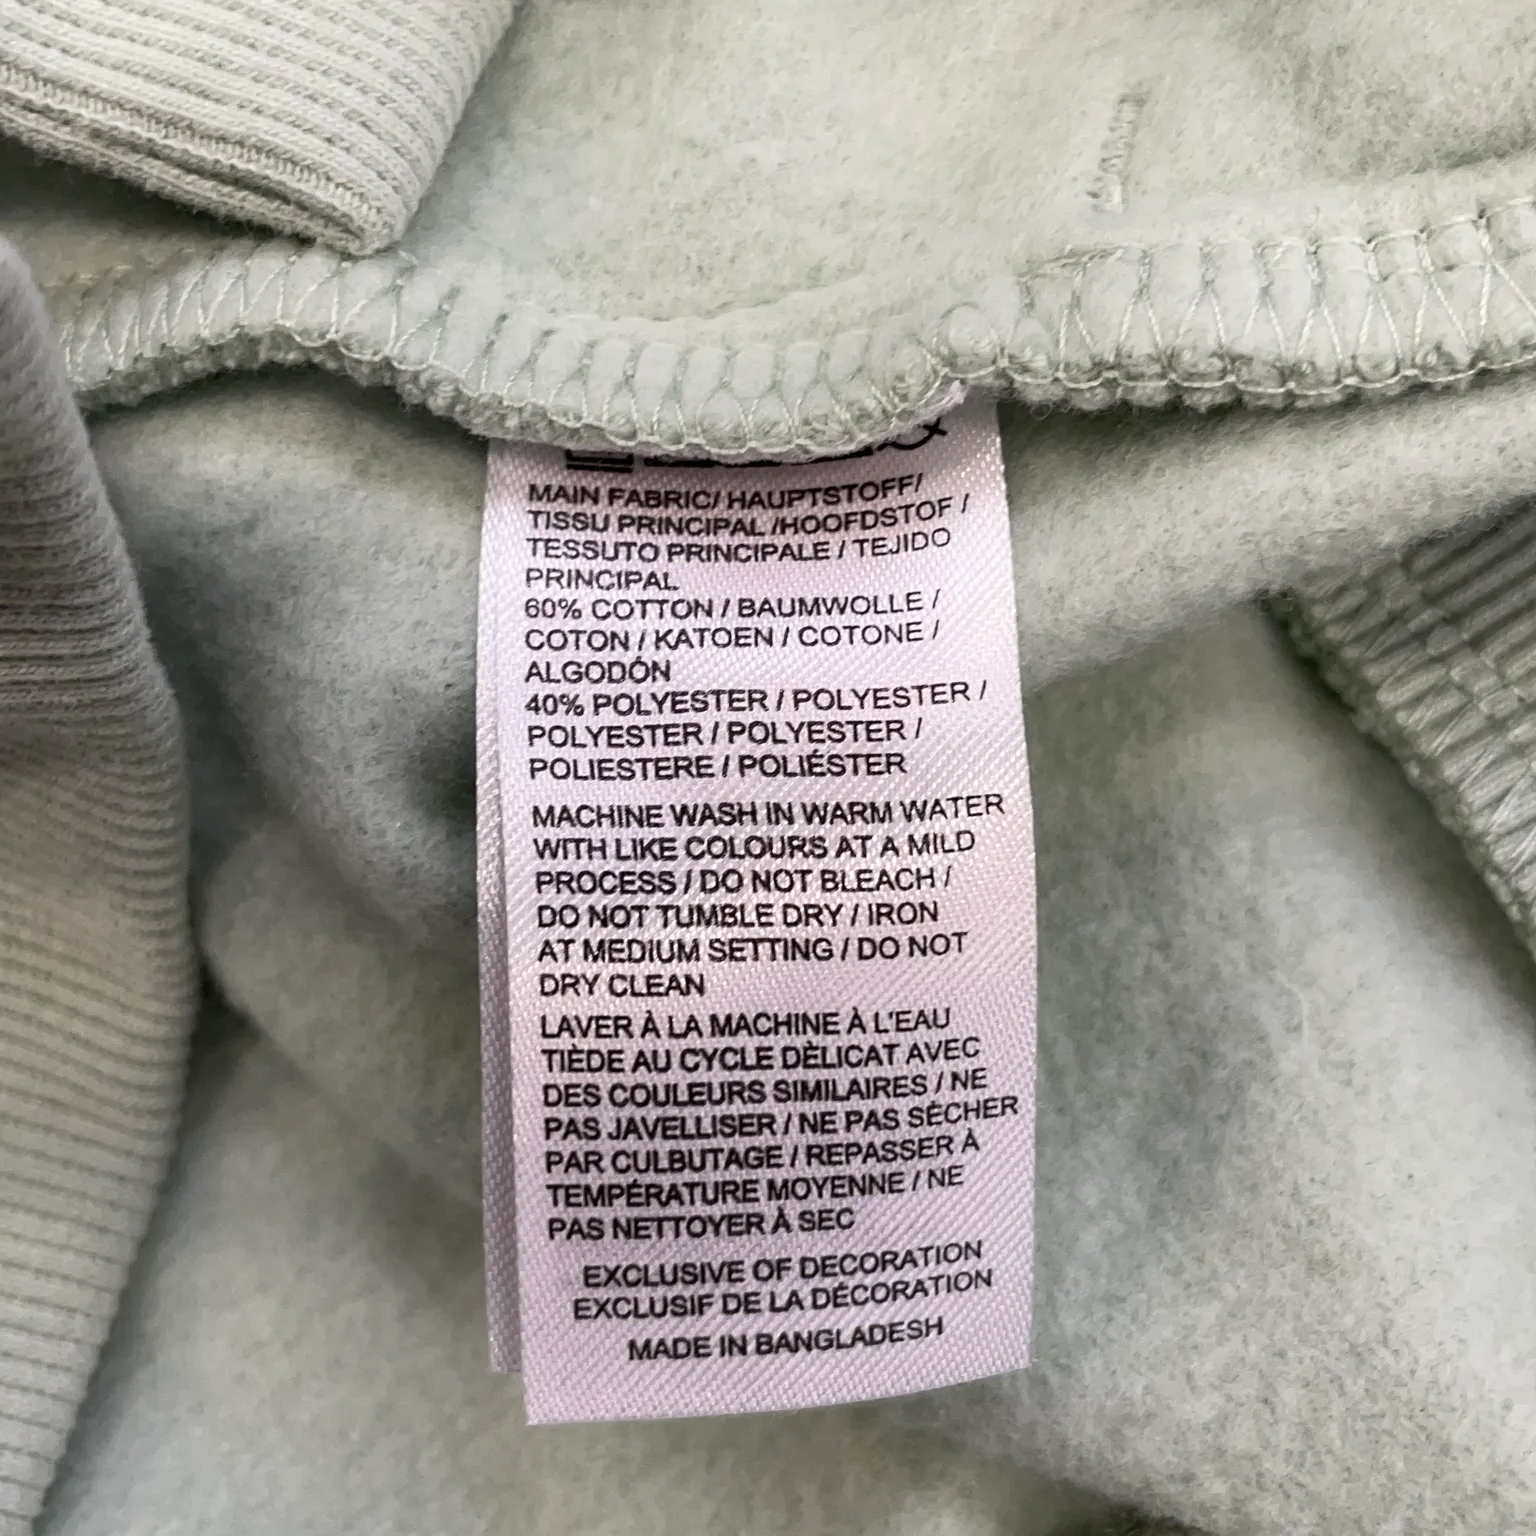 MAIN FABRIC/ HAUPTSTOFF/
TISSU PRINCIPAL /HOOFDSTOF /
TESSUTO PRINCIPALE / TEJIDO
PRINCIPAL
60% COTTON / BAUMWOLLE /
COTON / KATOEN / COTONE /
ALGODÓN
40% POLYESTER / POLYESTER /
POLYESTER / POLYESTER /
POLIESTERE / POLIÉSTER
MACHINE WASH IN WARM WATER
WITH LIKE COLOURS AT A MILD
PROCESS / DO NOT BLEACH /
DO NOT TUMBLE DRY / IRON
AT MEDIUM SETTING / DO NOT
DRY CLEAN
LAVER À LA MACHINE À L'EAU
TIÈDE AU CYCLE DÈLICAT AVEC
DES COULEURS SIMILAIRES / NE
PAS JAVELLISER / NE PAS SÈCHER
PAR CULBUTAGE / REPASSER À
TEMPÉRATURE MOYENNE / NE
PAS NETTOYER À SEC
EXCLUSIVE OF DECORATION
EXCLUSIF DE LA DÉCORATION
MADE IN BANGLADESH